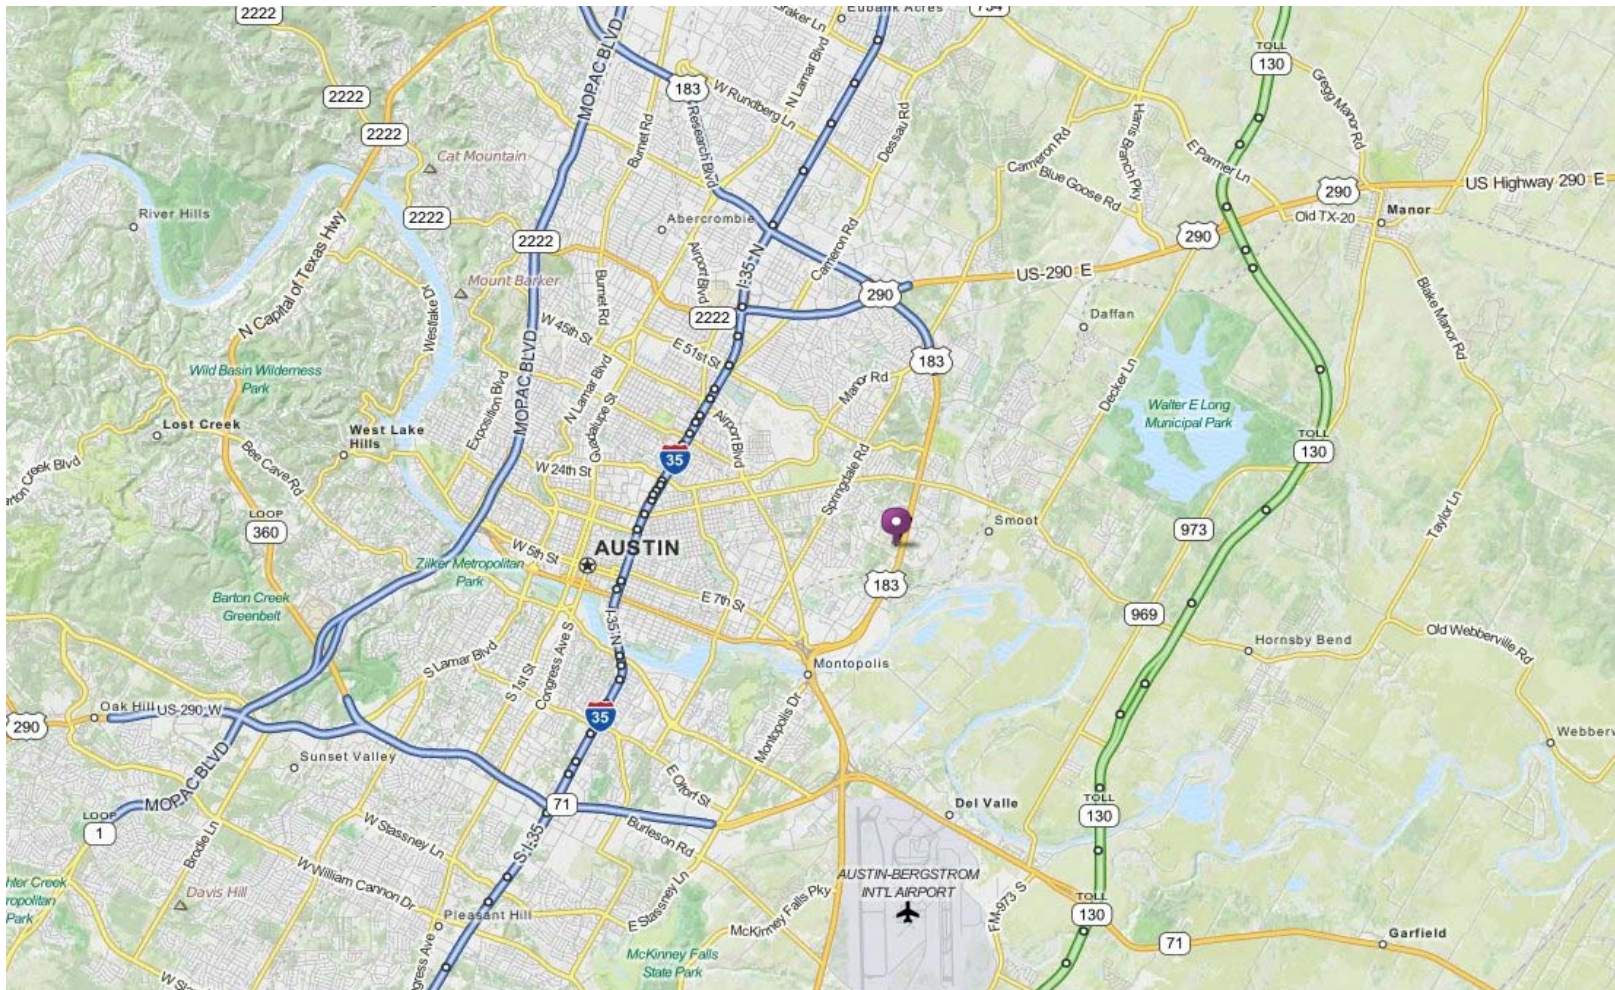 2222
Eubank Acres
734
Braker Ln
MOPAC BLVD
N Lamar Blvd
TOLL
130
183
W Rundberg Ln
2222
Gregg Manor Rd
2222
Research Blvd
Burnet Rd
Dessau Rd
Harris Branch Pky
Cameron Rd
E Parmer Ln
Cat Mountain
Blue Goose Rd
290
US Highway 290 E
River Hills
2222
Abercrombie
Old TX-20
Manor
2222
290
N Capital of Texas Hwy
Airport Blvd
I-35 N
Cameron Rd
US-290 E
Mount Barker
Burnet Rd
290
Westlake Dr
W 45th St
2222
Daffan
Blake Manor Rd
MOPAC BLVD
E 51st St
183
Wild Basin Wilderness
Park
Exposition Blvd
N Lamar Blvd
Manor Rd
Decker Ln
Guadalupe St
Walter E Long
Municipal Park
Lost Creek
West Lake
Hills
Airport Blvd
TOLL
130
Bee Cave Rd
35
W 24th St
Springdale Rd
Creek Blvd
LOOP
360
Smoot
973
Taylor Ln
AUSTIN
W 5th St
Zilker Metropolitan
Park
183
Barton Creek
Greenbelt
E 7th St
969
I-35 N
Hornsby Bend
Old Webberville Rd
S Lamar Blvd
Congress Ave S
S 1st St
Montopolis
Oak Hill
US-290 W
290
35
Montopolis Dr
Sunset Valley
MOPAC BLVD
E Oltorf St
LOOP
1
71
Del Valle
TOLL
130
Burleson Rd
W Stassney Ln
S I-35
Brodie Ln
W William Cannon Dr
AUSTIN-BERGSTROM
INT'L AIRPORT
Davis Hill
E Stassney Ln
FM-973 S
TOLL
130
Pleasant Hill
McKinney Falls Pky
71
Garfield
McKinney Falls
State Park
Park